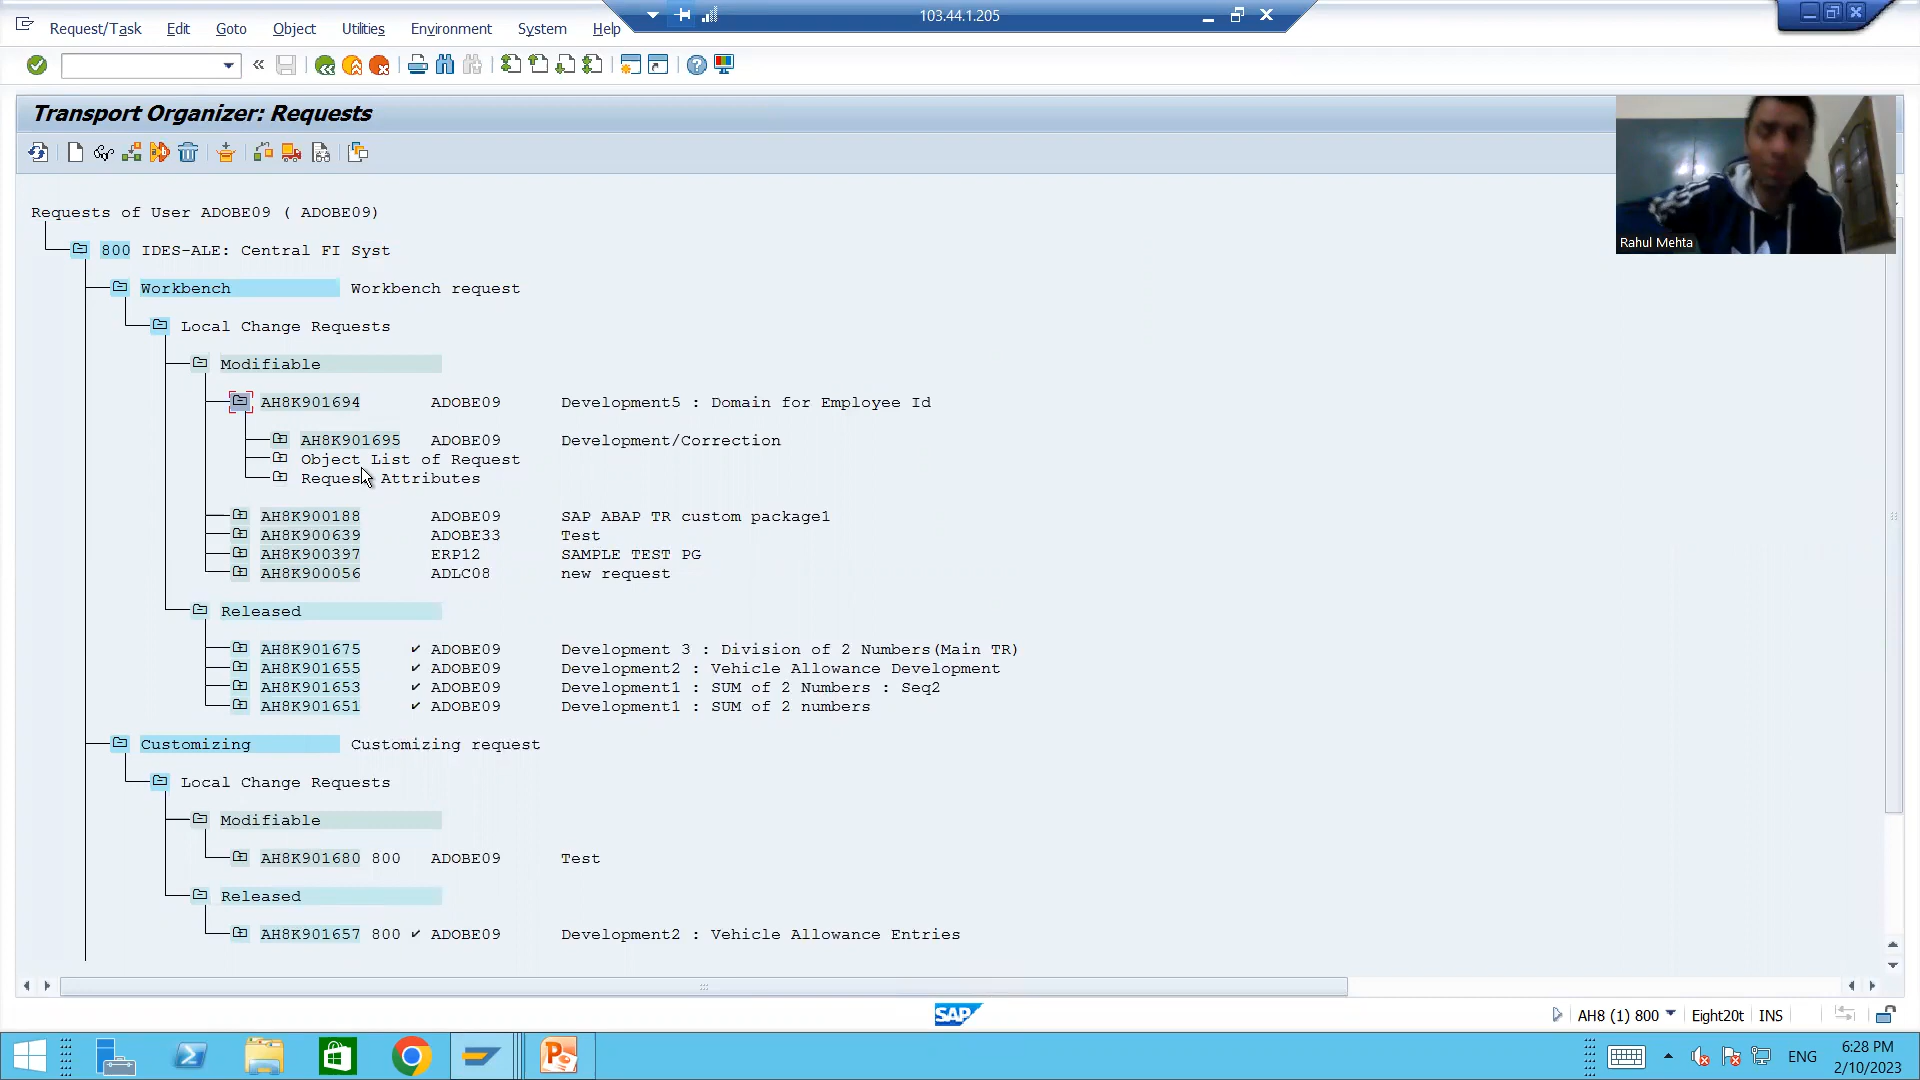 103.44.1.205
Request/Task Edit Goto Object Utilities Environment System Help
Transport Organizer: Requests
Rahul Mehta
Requests of User ADOBE09 ( ADOBE09)
800 IDES-ALE: Central FI Syst
Workbench Workbench request
Local Change Requests
Modifiable
AH8K901694 ADOBE09 Development5 : Domain for Employee Id
AH8K901695 ADOBE09 Development/Correction
Object List of Request
Request Attributes
AH8K900188 ADOBE09 SAP ABAP TR custom package1
AH8K900639 ADOBE33 Test
AH8K900397 ERP12 SAMPLE TEST PG
AH8K900056 ADLC08 new request
Released
AH8K901675 ✔ ADOBE09 Development 3 : Division of 2 Numbers(Main TR)
AH8K901655 ✔ ADOBE09 Development2 : Vehicle Allowance Development
AH8K901653 ✔ ADOBE09 Development1 : SUM of 2 Numbers : Seq2
AH8K901651 ✔ ADOBE09 Development1 : SUM of 2 numbers
Customizing Customizing request
Local Change Requests
Modifiable
AH8K901680 800 ADOBE09 Test
Released
AH8K901657 800 ✔ ADOBE09 Development2 : Vehicle Allowance Entries
SAP
AH8 (1) 800 Eight20t INS
ENG
6:28 PM
2/10/2023